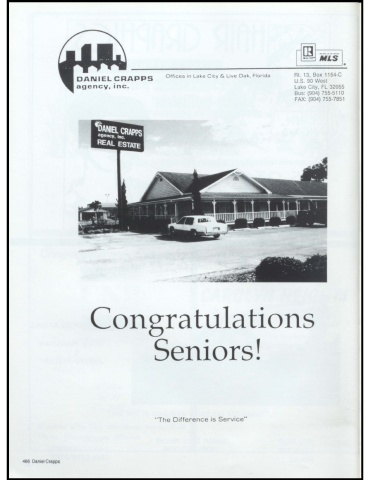 DANIEL CRAPPS
agency, inc.
Offices in Lake City & Live Oak, Florida
MLS
Rt. 13, Box 1154-C
U.S. 90 West
Lake City, FL 32055
Bus: (904) 755-5110
FAX: (904) 755-7851
DANIEL CRAPPS
agency, inc.
REAL ESTATE
Congratulations
Seniors!
"The Difference is Service"
466 Daniel Crapps